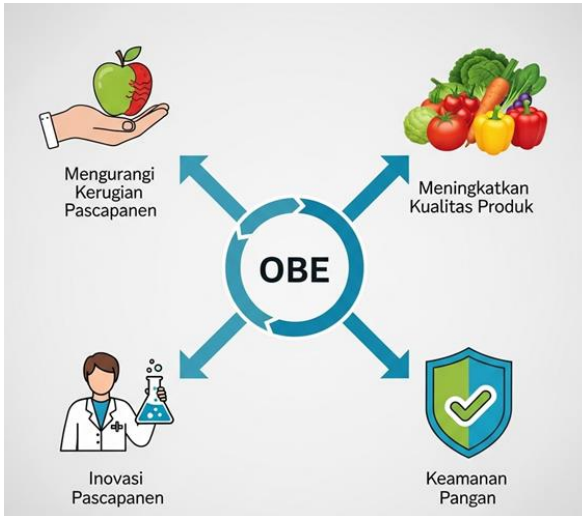 Mengurangi
Kerugian
Pascapanen
Meningkatkan
Kualitas Produk
OBE
Inovasi
Pascapanen
Keamanan
Pangan